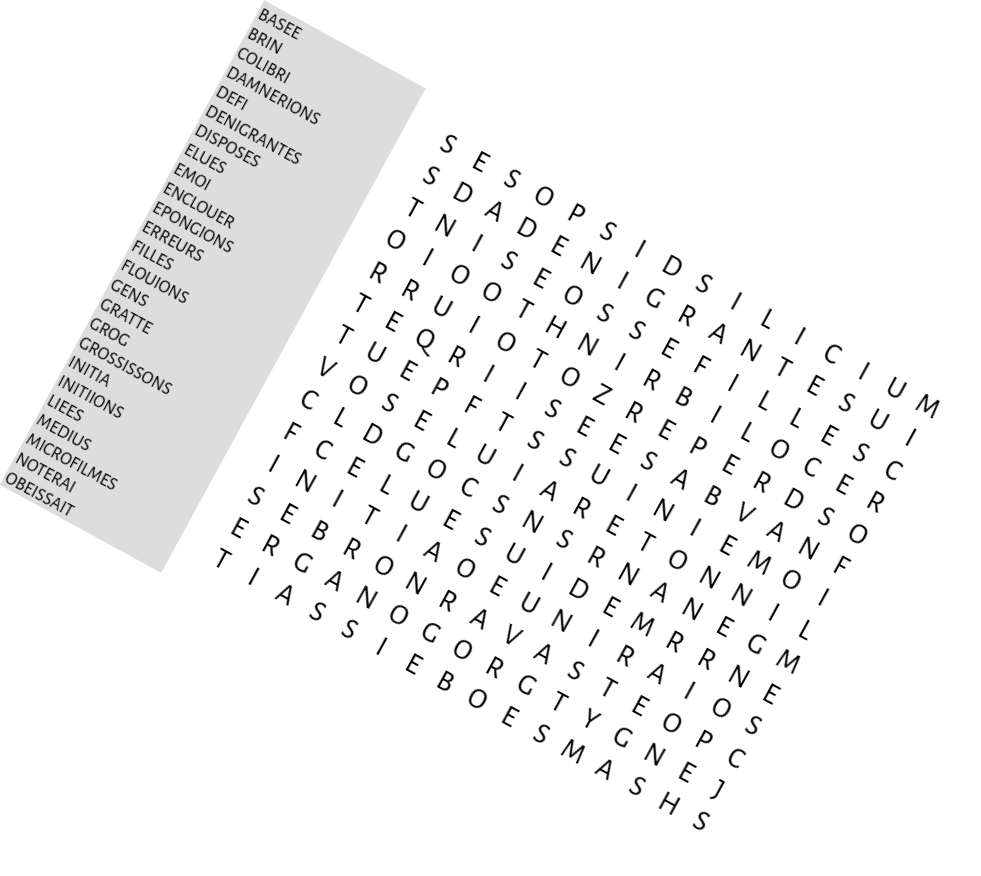 BASEE
BRIN
COLIBRI
DAMNERIONS
DEFI
DENIGRANTES
DISPOSES
ELUES
EMOI
ENCLOUER
EPONGIONS
ERREURS
FILLES
FLOUIONS
GENS
GRATTE
GROG
GROSSISSONS
INITIA
INITIIONS
LIEES
MEDIUS
MICROFILMES
NOTERAI
OBEISSAIT
S E S O P S I D S I L I C I U M
S D A D E N I G R A N T E S U I
T N I S E O S S E F I L L E S C
O I O O T H N I R B I L O C E R
R R U I O T O Z R E P E R D S O
T E Q R I I S E E S A B V A N F
T U E P F T S S U I N I E M O I
V O S E L U I A R E T O N N I L
C L D G O C S N S R N A N E G M
F C E L U E S U I D E M R R N E
I N I T I A O E U N I R A I O S
S E B R O N R A V A S T E O P C
E R G A N O G O R G T Y G N E J
T I A S S I E B O E S M A S H S